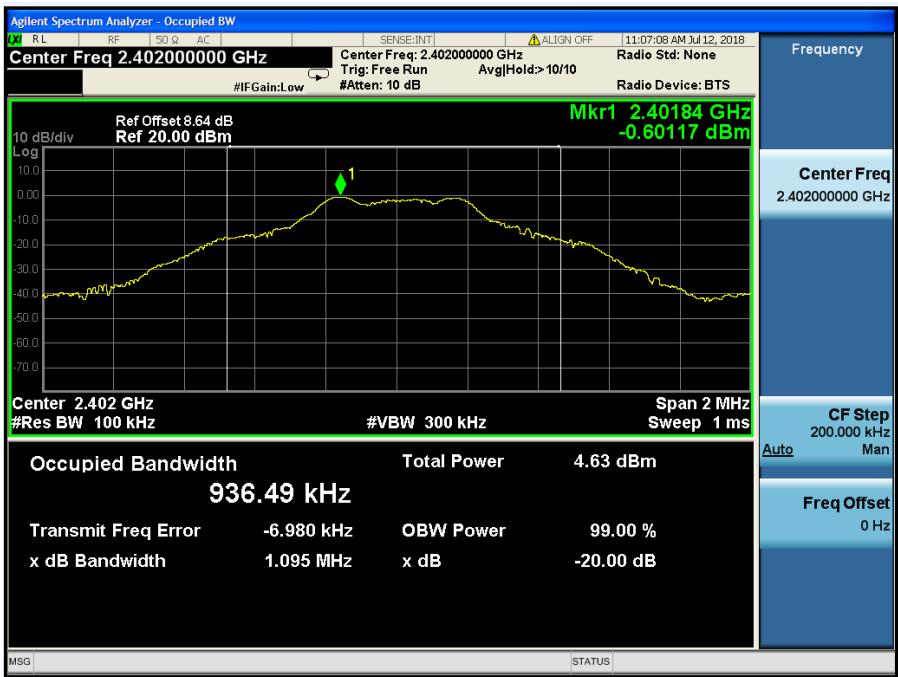 Agilent Spectrum Analyzer - Occupied BW
LXI RL RF 50 Ω AC SENSE:INT ALIGN OFF 11:07:08 AM Jul 12, 2018
Center Freq 2.402000000 GHz
Center Freq: 2.402000000 GHz
Radio Std: None
Trig: Free Run Avg|Hold:>10/10
#IFGain:Low #Atten: 10 dB Radio Device: BTS
Frequency
Mkr1 2.40184 GHz
-0.60117 dBm
Ref Offset 8.64 dB
10 dB/div Ref 20.00 dBm
Log
10.0
0.00
-10.0
-20.0
-30.0
-40.0
-50.0
-60.0
-70.0
1
Center 2.402 GHz Span 2 MHz
#Res BW 100 kHz #VBW 300 kHz Sweep 1 ms
Occupied Bandwidth Total Power 4.63 dBm
936.49 kHz
Transmit Freq Error -6.980 kHz OBW Power 99.00 %
x dB Bandwidth 1.095 MHz x dB -20.00 dB
Center Freq
2.402000000 GHz
CF Step
200.000 kHz
Auto Man
Freq Offset
0 Hz
MSG STATUS